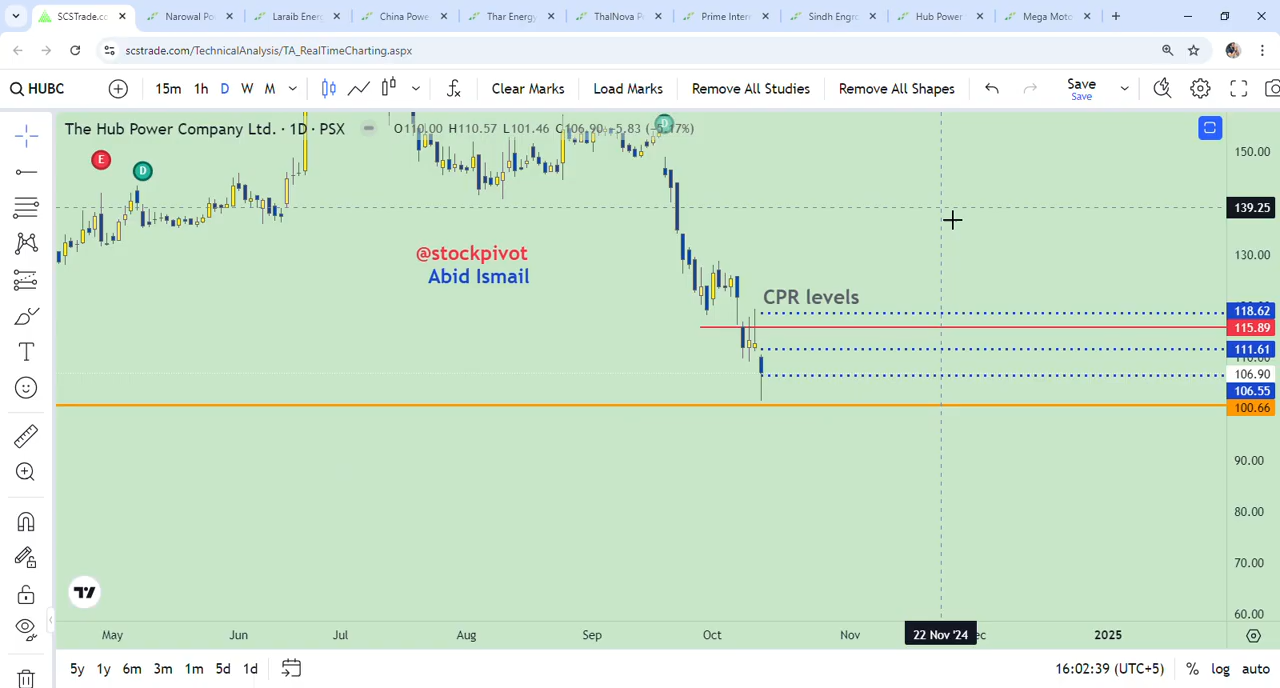 SCSTrade.co
Narowal Po
Laraib Ener
China Powe
Thar Energy
ThalNova P
Prime Inter
Sindh Engr
Hub Power
Mega Moto
scstrade.com/TechnicalAnalysis/TA_RealTimeCharting.aspx
HUBC 15m 1h D W M Clear Marks Load Marks Remove All Studies Remove All Shapes Save
Save
The Hub Power Company Ltd. · 1D · PSX O110.00 H110.57 L101.46 C106.90
E
D
D
150.00
139.25
@stockpivot
Abid Ismail
130.00
CPR levels
118.62
115.89
111.61
106.90
106.55
100.66
90.00
80.00
70.00
60.00
May Jun Jul Aug Sep Oct Nov 22 Nov '24 2025
5y 1y 6m 3m 1m 5d 1d 16:02:39 (UTC+5) % log auto